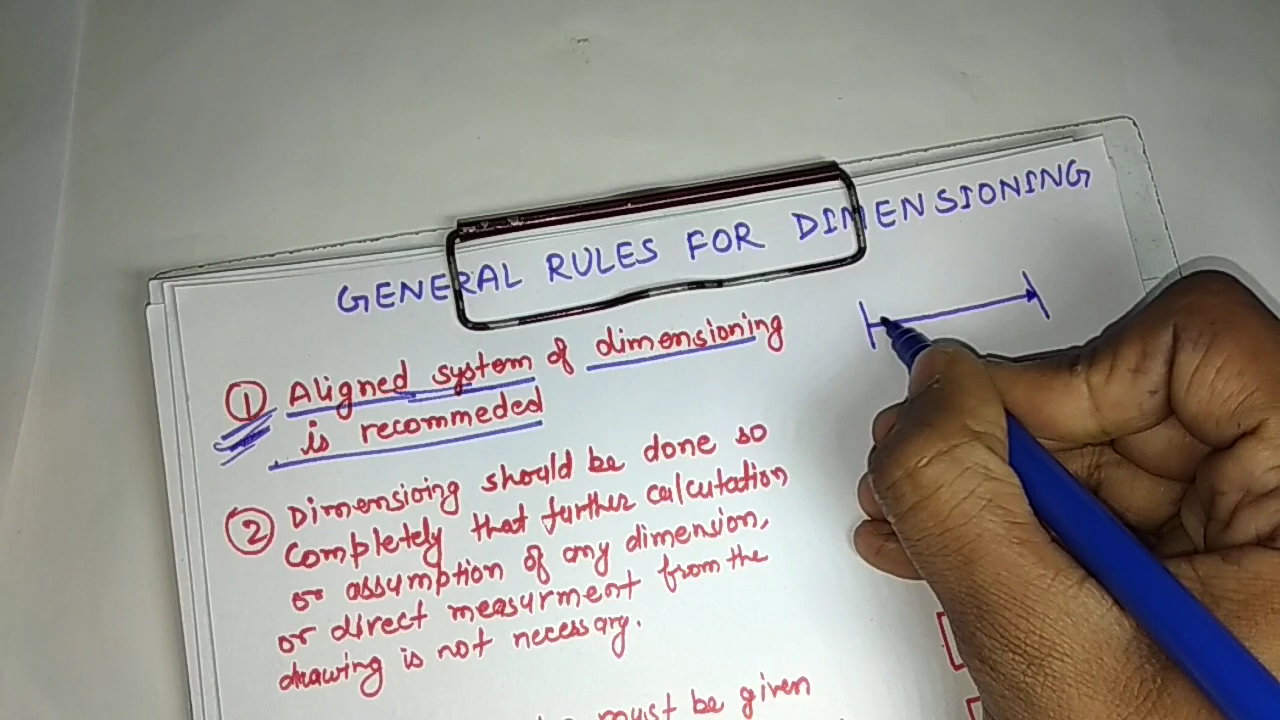 GENERAL RULES FOR DIMENSIONING
① Aligned system of dimensioning
is recommeded
② Dimensioing should be done so
completely that further calculation
or assumption of any dimension,
or direct measurment from the
drawing is not necessary.
must be given